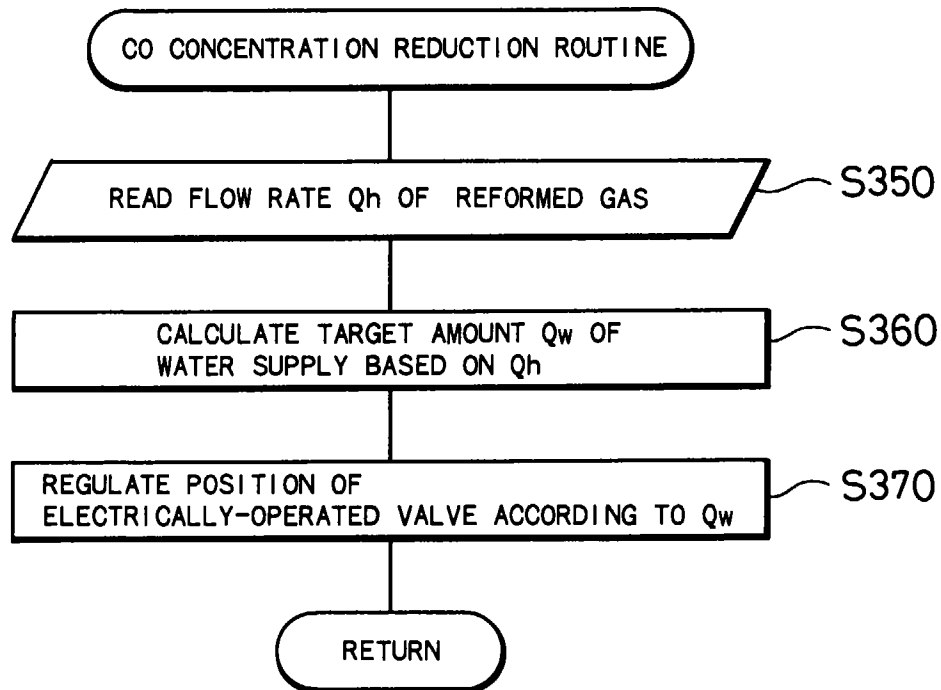 CO CONCENTRATION REDUCTION ROUTINE
READ FLOW RATE Qh OF REFORMED GAS
S350
CALCULATE TARGET AMOUNT Qw OF
WATER SUPPLY BASED ON Qh
S360
REGULATE POSITION OF
ELECTRICALLY-OPERATED VALVE ACCORDING TO Qw
S370
RETURN